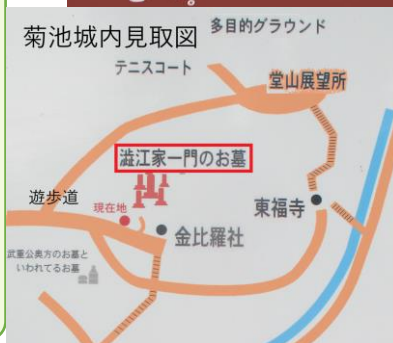 菊池城内見取図
多目的グラウンド
テニスコート
堂山展望所
澁江家一門のお墓
遊歩道
現在地
東福寺
金比羅社
武重公奥方のお墓と
いわれてるお墓